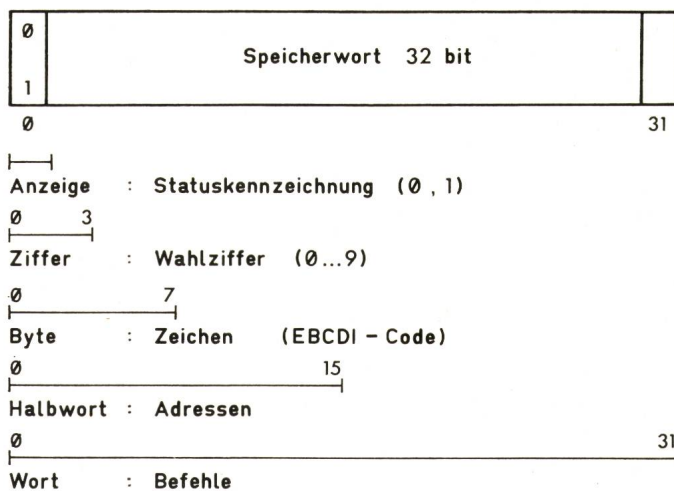 Ø
Speicherwort 32 bit
1
Ø 31
Anzeige : Statuskennzeichnung (Ø , 1)
Ø 3
Ziffer : Wahlziffer (Ø...9)
Ø 7
Byte : Zeichen (EBCDI – Code)
Ø 15
Halbwort : Adressen
Ø 31
Wort : Befehle